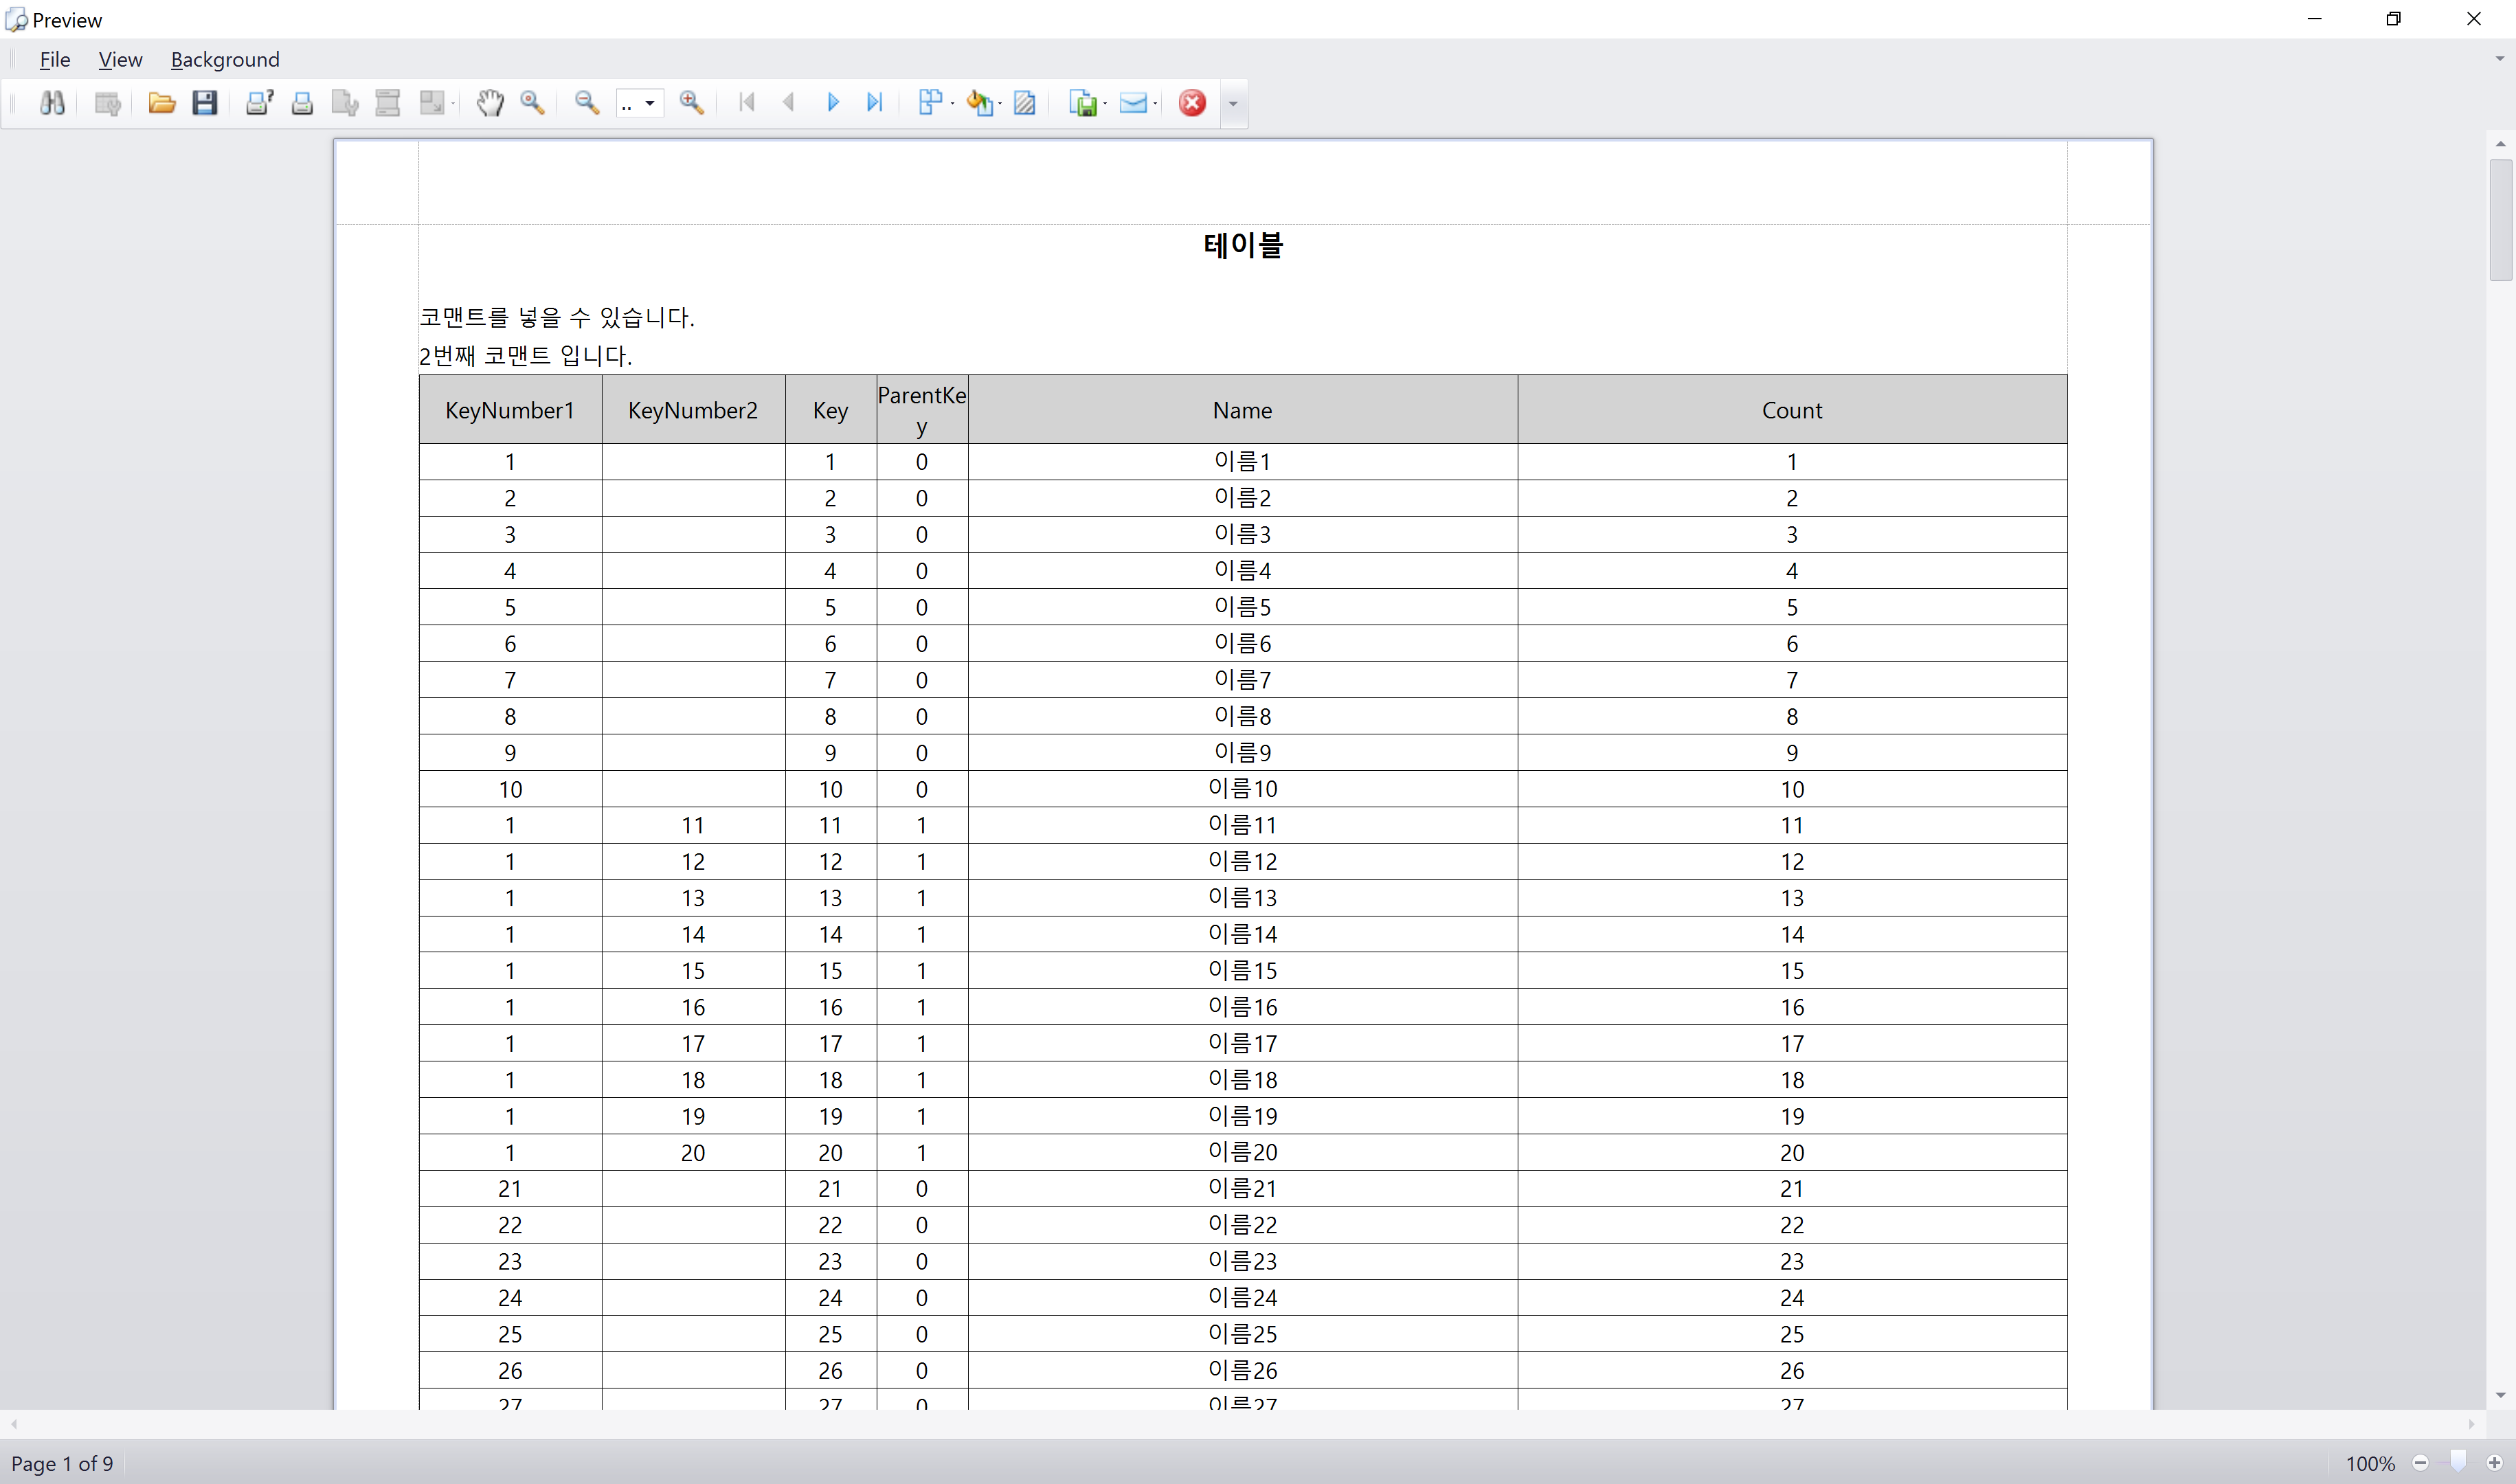 Preview
File View Background
..
테이블
코맨트를 넣을 수 있습니다.
2번째 코맨트 입니다.
KeyNumber1 KeyNumber2 Key ParentKey Name Count
1 1 0 이름1 1
2 2 0 이름2 2
3 3 0 이름3 3
4 4 0 이름4 4
5 5 0 이름5 5
6 6 0 이름6 6
7 7 0 이름7 7
8 8 0 이름8 8
9 9 0 이름9 9
10 10 0 이름10 10
1 11 11 1 이름11 11
1 12 12 1 이름12 12
1 13 13 1 이름13 13
1 14 14 1 이름14 14
1 15 15 1 이름15 15
1 16 16 1 이름16 16
1 17 17 1 이름17 17
1 18 18 1 이름18 18
1 19 19 1 이름19 19
1 20 20 1 이름20 20
21 21 0 이름21 21
22 22 0 이름22 22
23 23 0 이름23 23
24 24 0 이름24 24
25 25 0 이름25 25
26 26 0 이름26 26
27 27 0 이름27 27
Page 1 of 9 100%